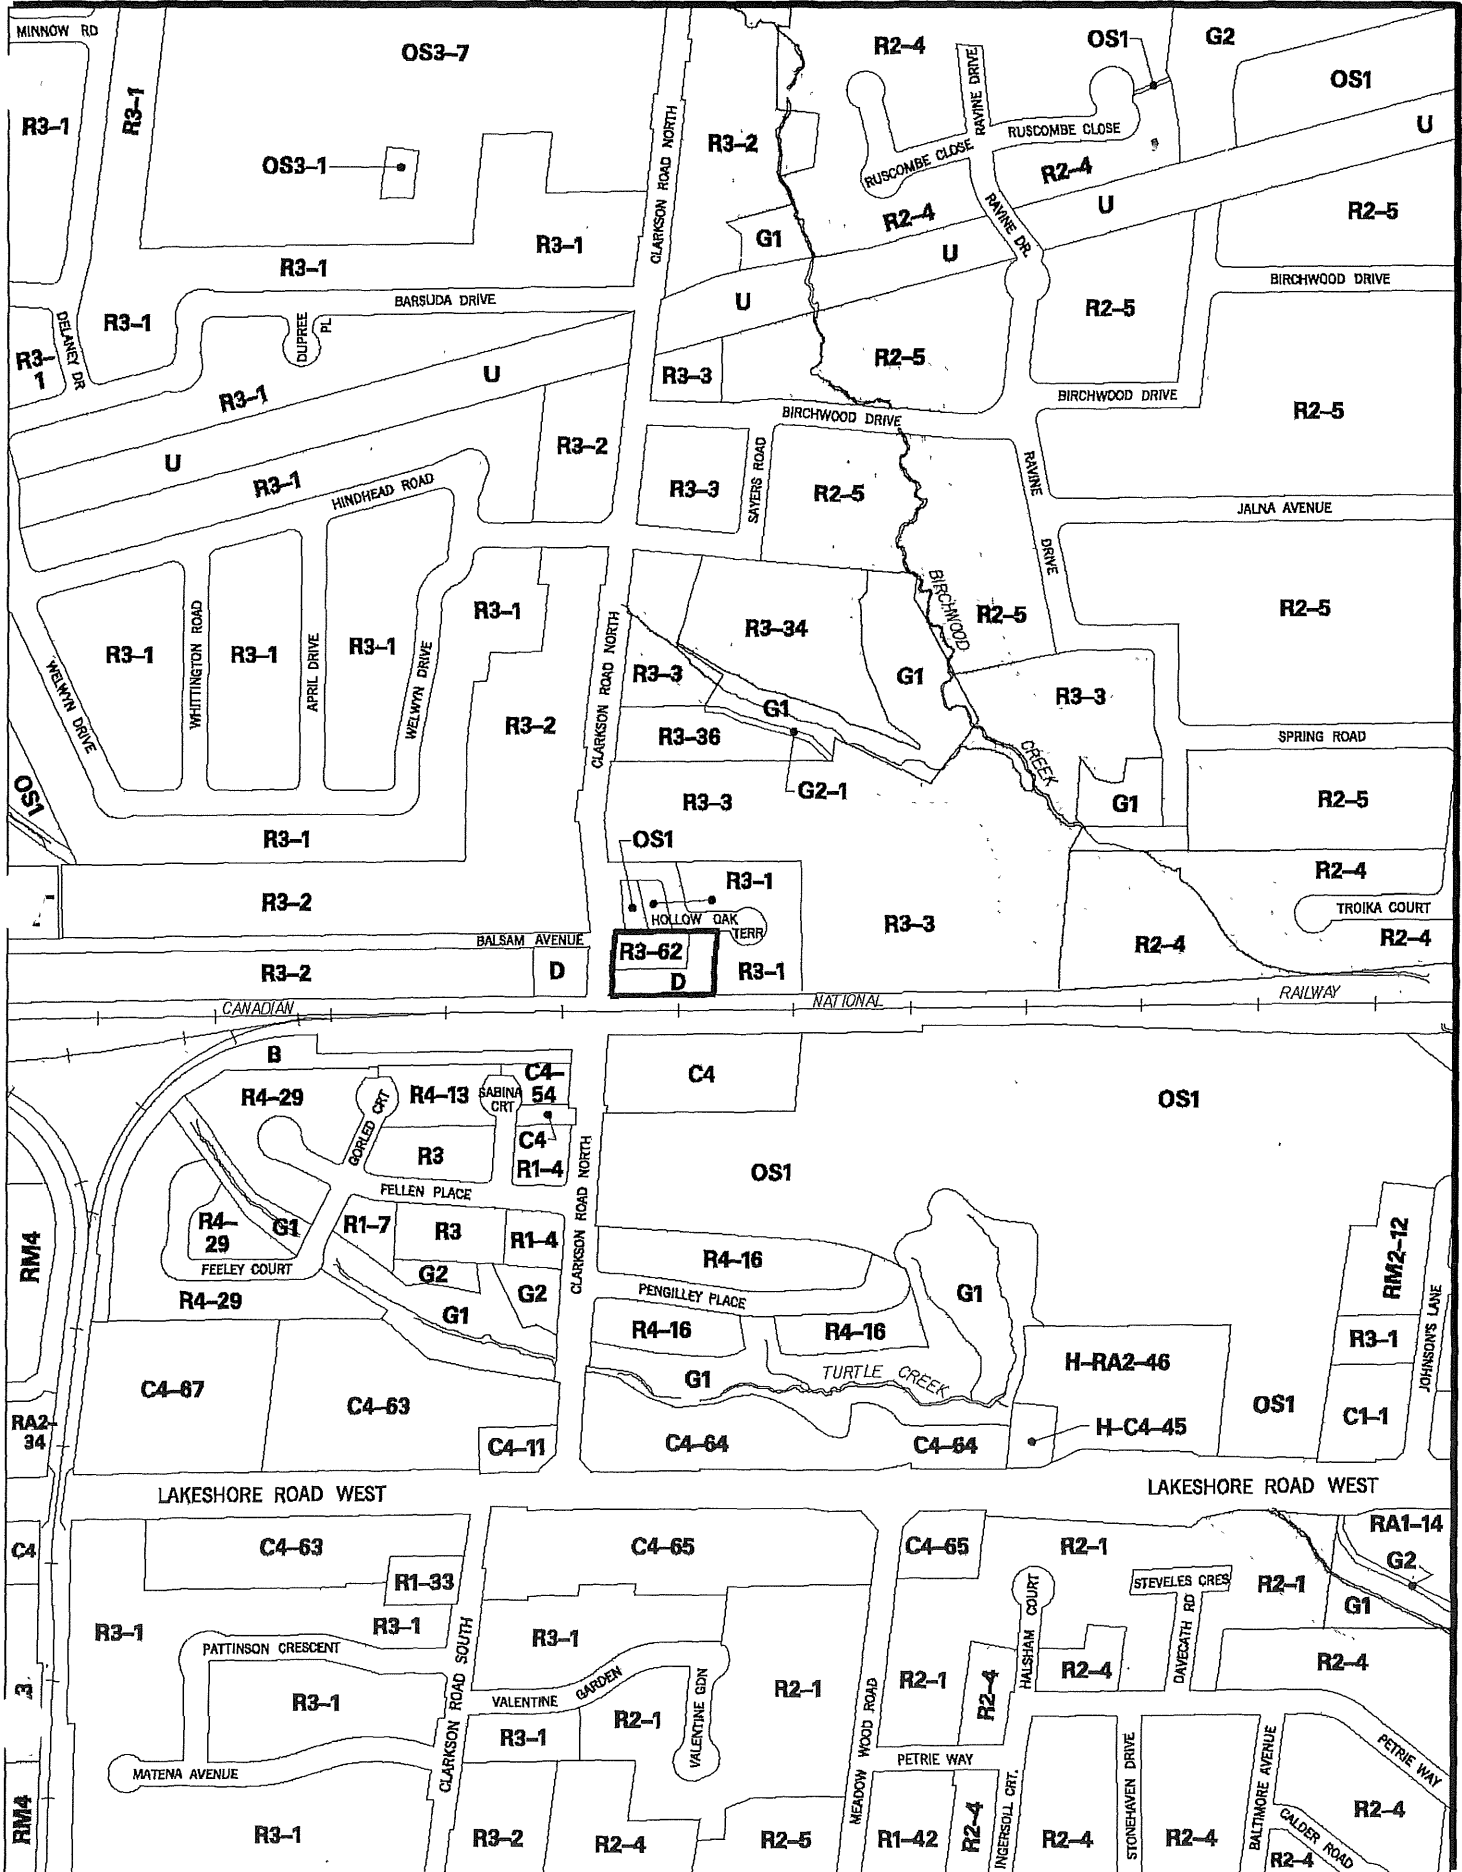 MINNOW RD
OS3-7
R2-4
OS1
G2
RAVINE DRIVE
OS1
R3-1
R3-1
CLARKSON ROAD NORTH
R3-2
RUSCOMBE CLOSE
U
OS3-1
RUSCOMBE CLOSE
R2-4
R2-4
RAVINE DR.
U
R2-5
R3-1
G1
U
R3-1
BIRCHWOOD DRIVE
BARSUDA DRIVE
U
R2-5
R3-1
DELANEY DR
DUPREE
PL
R3-
1
U
R3-3
R2-5
R3-1
BIRCHWOOD DRIVE
BIRCHWOOD DRIVE
R2-5
R3-2
U
SAYERS ROAD
RAVINE
R3-1
HINDHEAD ROAD
R3-3
R2-5
JALNA AVENUE
DRIVE
BIRCHWOOD
R3-1
R2-5
R2-5
R3-34
R3-1
R3-1
R3-1
WHITTINGTON ROAD
APRIL DRIVE
WELWYN DRIVE
WELWYN DRIVE
CLARKSON ROAD NORTH
R3-3
G1
R3-3
R3-2
G1
R3-36
SPRING ROAD
CREEK
OS1
G2-1
R3-3
G1
R2-5
R3-1
OS1
R3-1
R2-4
R3-2
TROIKA COURT
HOLLOW OAK
TERR
R3-3
BALSAM AVENUE
R3-62
R2-4
R2-4
R3-2
D
D
R3-1
CANADIAN
NATIONAL
RAILWAY
B
C4-
54
C4
R4-29
GORLED CRT
R4-13
SABINA
CRT
OS1
C4
R3
R1-4
CLARKSON ROAD NORTH
OS1
FELLEN PLACE
R4-
29
G1
R1-7
R3
R1-4
RM4
RM2-12
FEELEY COURT
G2
R4-16
G2
PENGILLEY PLACE
G1
R4-29
G1
R4-16
R4-16
R3-1
JOHNSON'S LANE
TURTLE CREEK
H-RA2-46
C4-67
C4-63
G1
OS1
C1-1
RA2-
34
C4-11
C4-64
C4-64
H-C4-45
LAKESHORE ROAD WEST
LAKESHORE ROAD WEST
C4
C4-63
C4-65
C4-65
R2-1
RA1-14
G2
R1-33
STEVELES CRES
R2-1
G1
R3-1
R3-1
R3-1
HALSHAM COURT
DAVECATH RD
PATTINSON CRESCENT
CLARKSON ROAD SOUTH
R2-4
R2-4
3
R3-1
VALENTINE GARDEN
R2-1
R2-1
R2-4
R3-1
R2-1
VALENTINE GDN
MEADOW WOOD ROAD
PETRIE WAY
PETRIE WAY
MATENA AVENUE
STONEHAVEN DRIVE
BALTIMORE AVENUE
RM4
R3-1
R3-2
R2-4
R2-5
R1-42
R2-4
INGERSOLL CRT.
R2-4
R2-4
R2-4
CALDER ROAD
R2-4